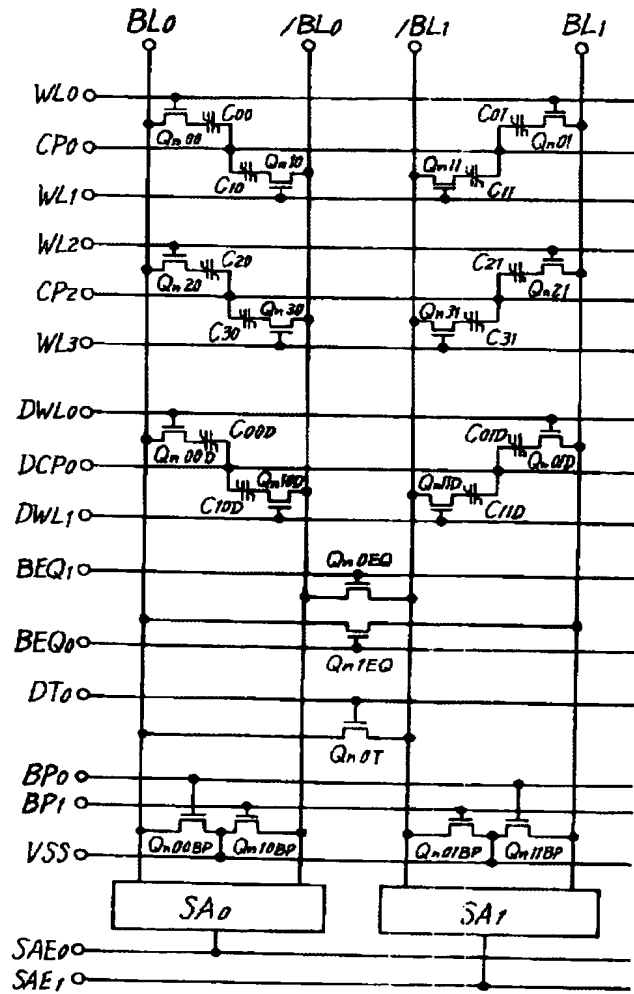 BL0 /BL0 /BL1 BL1
WL0
C00 C01
Qn00 Qn01
CP0
Qn10 Qn11
C10 C11
WL1
WL2
C20 C21
Qn20 Qn21
CP2
Qn30 Qn31
C30 C31
WL3
DWL0
C00D C01D
Qn00D Qn01D
DCP0
Qn10D Qn11D
C10D C11D
DWL1
BEQ1
Qn0EQ
BEQ0
Qn1EQ
DT0
Qn0T
BP0
BP1
Qn00BP Qn10BP Qn01BP Qn11BP
VSS
SA0 SA1
SAE0
SAE1